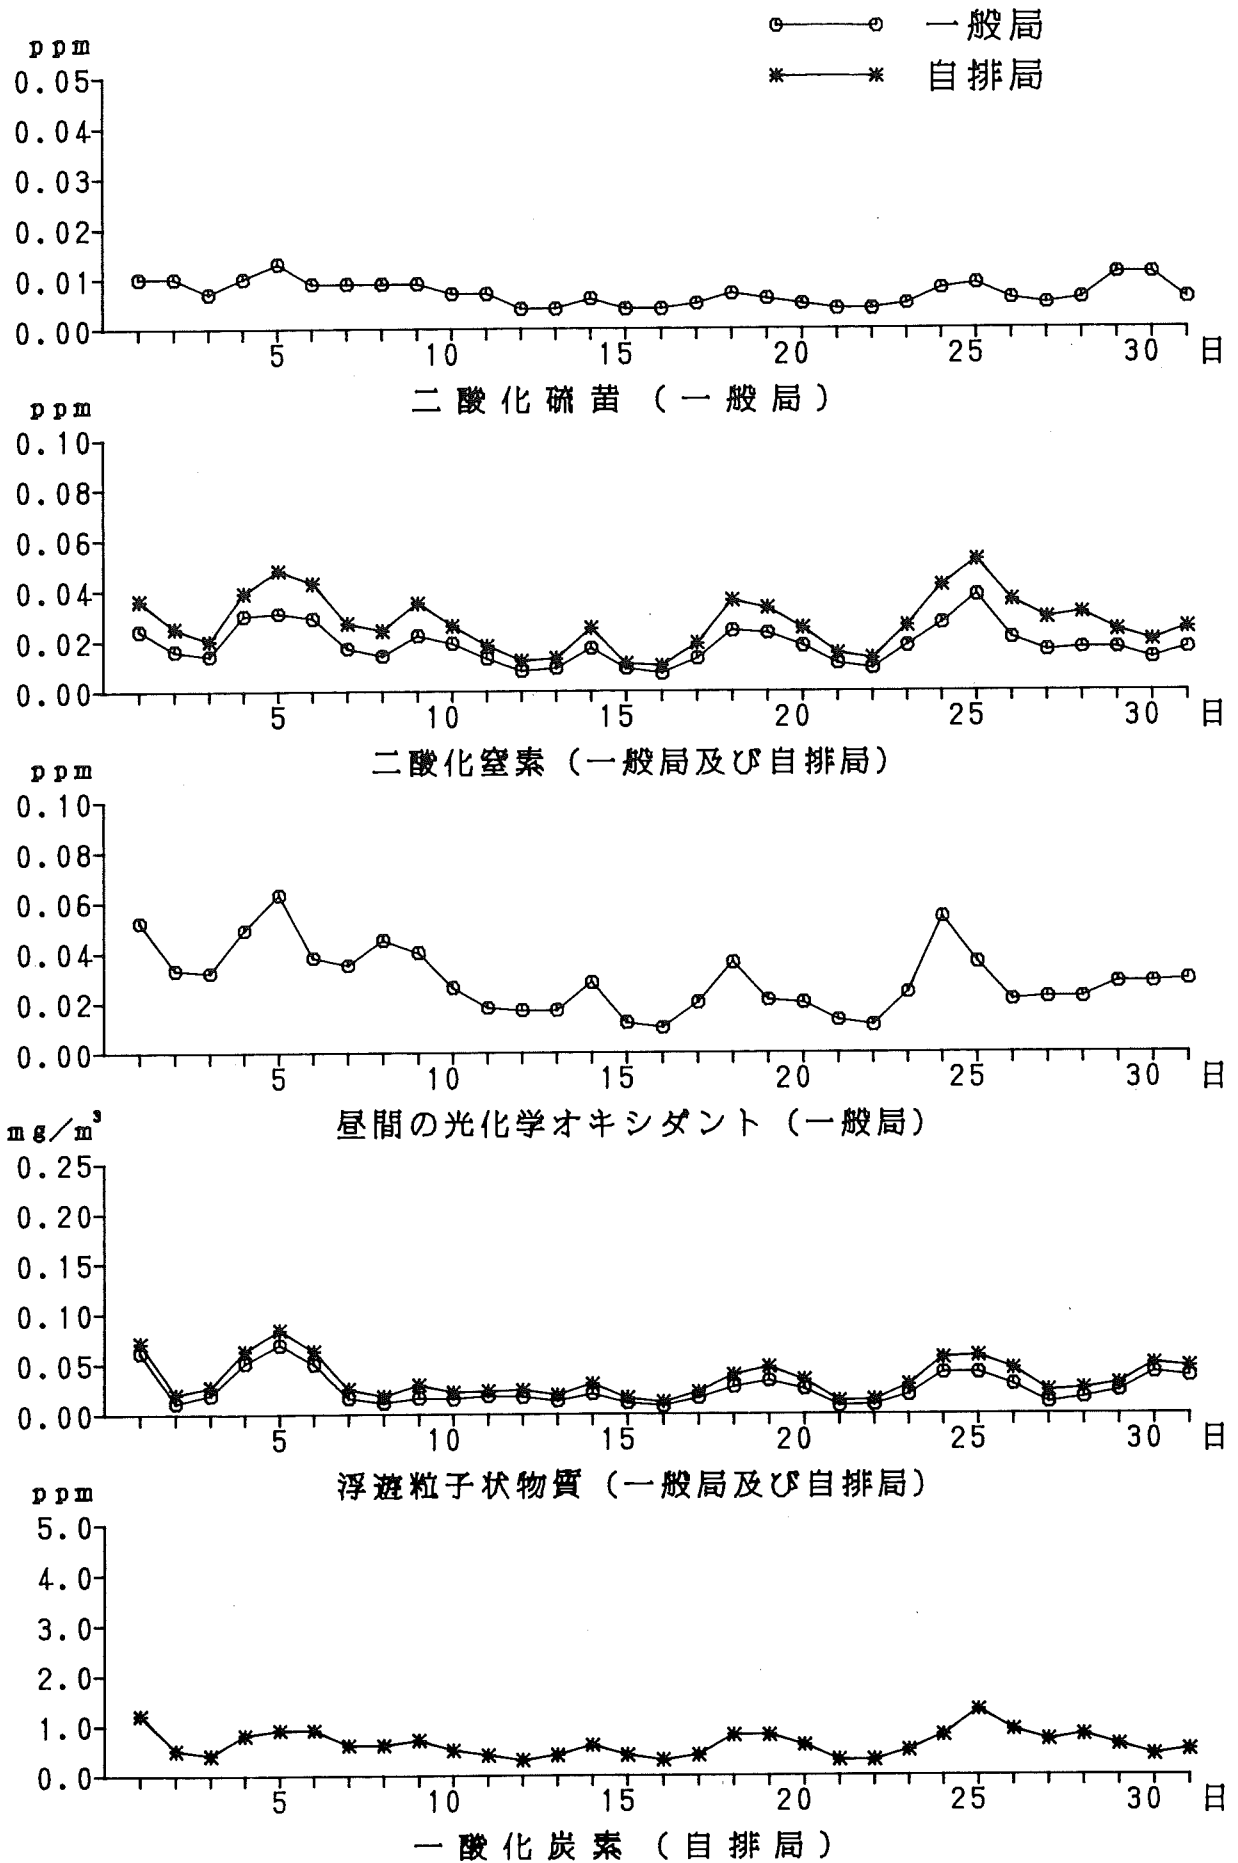 一般局
自排局
ppm
0.05
0.04
0.03
0.02
0.01
0.00
5 10 15 20 25 30 日
二酸化硫黄（一般局）
ppm
0.10
0.08
0.06
0.04
0.02
0.00
5 10 15 20 25 30 日
二酸化窒素（一般局及び自排局）
ppm
0.10
0.08
0.06
0.04
0.02
0.00
5 10 15 20 25 30 日
昼間の光化学オキシダント（一般局）
mg/m³
0.25
0.20
0.15
0.10
0.05
0.00
5 10 15 20 25 30 日
浮遊粒子状物質（一般局及び自排局）
ppm
5.0
4.0
3.0
2.0
1.0
0.0
5 10 15 20 25 30 日
一酸化炭素（自排局）